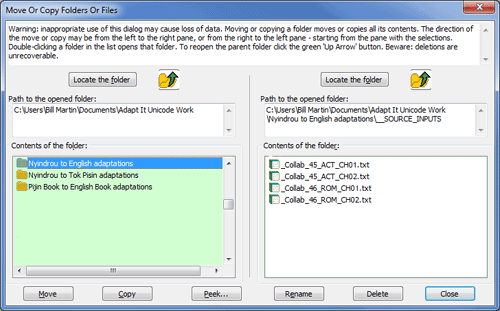 Move Or Copy Folders Or Files
Warning: inappropriate use of this dialog may cause loss of data. Moving or copying a folder moves or copies all its contents. The direction of
the move or copy may be from the left to the right pane, or from the right to the left pane - starting from the pane with the selections.
Double-clicking a folder in the list opens that folder. To reopen the parent folder click the green 'Up Arrow' button. Beware: deletions are
unrecoverable.
Locate the folder
Locate the folder
Path to the opened folder:
Path to the opened folder:
C:\Users\Bill Martin\Documents\Adapt It Unicode Work
C:\Users\Bill Martin\Documents\Adapt It Unicode Work
\Nyindrou to English adaptations\__SOURCE_INPUTS
Contents of the folder:
Contents of the folder:
Nyindrou to English adaptations
Nyindrou to Tok Pisin adaptations
Pijin Book to English Book adaptations
_Collab_45_ACT_CH01.txt
_Collab_45_ACT_CH02.txt
_Collab_46_ROM_CH01.txt
_Collab_46_ROM_CH02.txt
Move
Copy
Peek...
Rename
Delete
Close